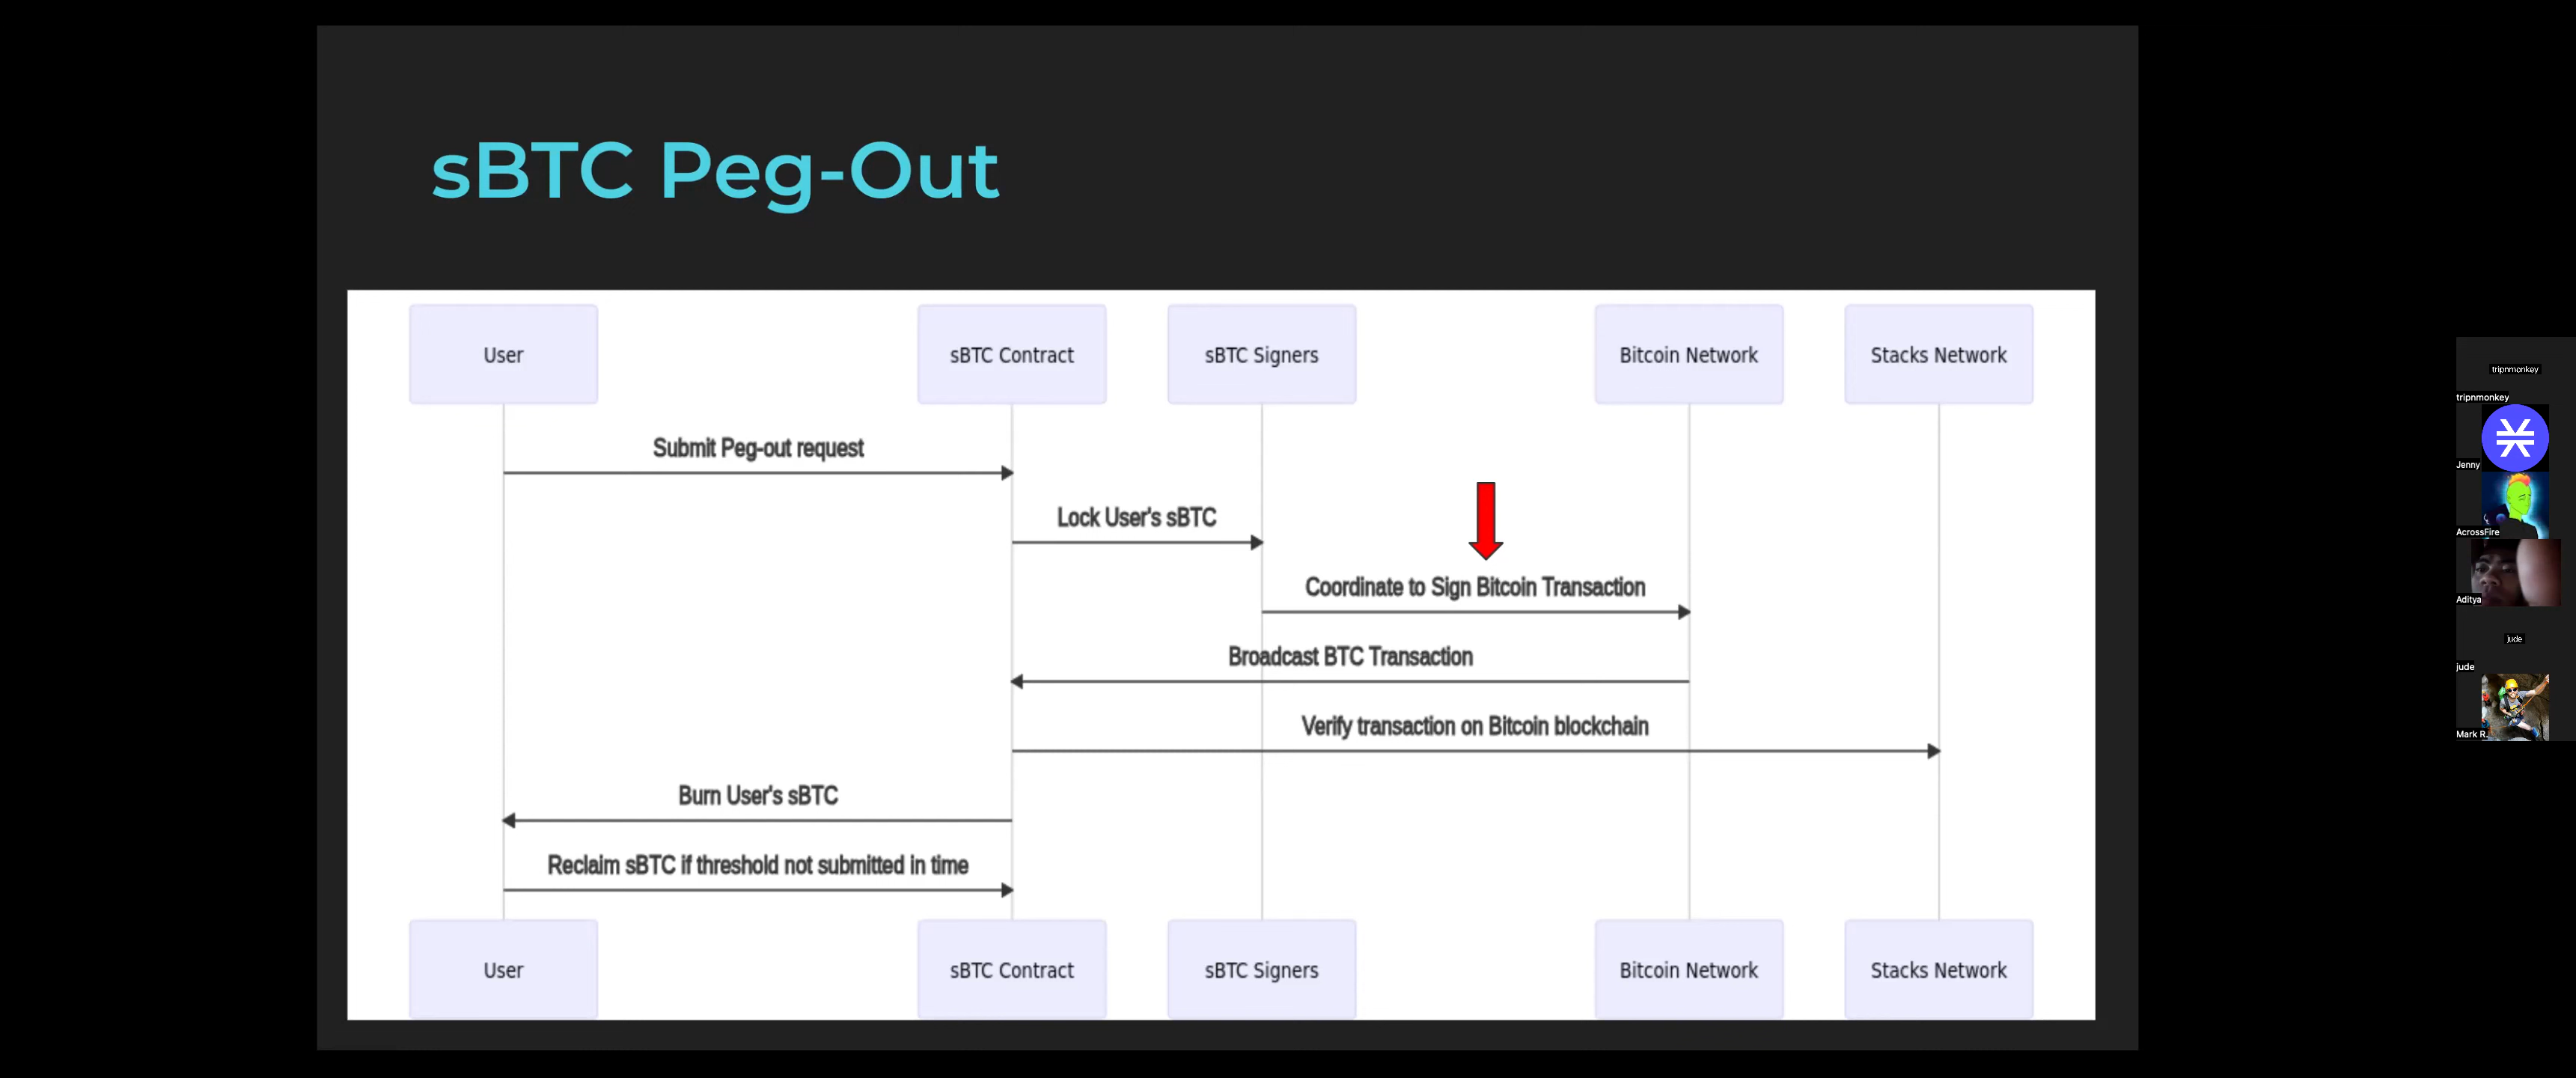 sBTC Peg-Out
User
sBTC Contract
sBTC Signers
Bitcoin Network
Stacks Network
Submit Peg-out request
Lock User's sBTC
Coordinate to Sign Bitcoin Transaction
Broadcast BTC Transaction
Verify transaction on Bitcoin blockchain
Burn User's sBTC
Reclaim sBTC if threshold not submitted in time
User
sBTC Contract
sBTC Signers
Bitcoin Network
Stacks Network
tripnmonkey
tripnmonkey
Jenny
AcrossFire
Aditya
jude
jude
Mark R.